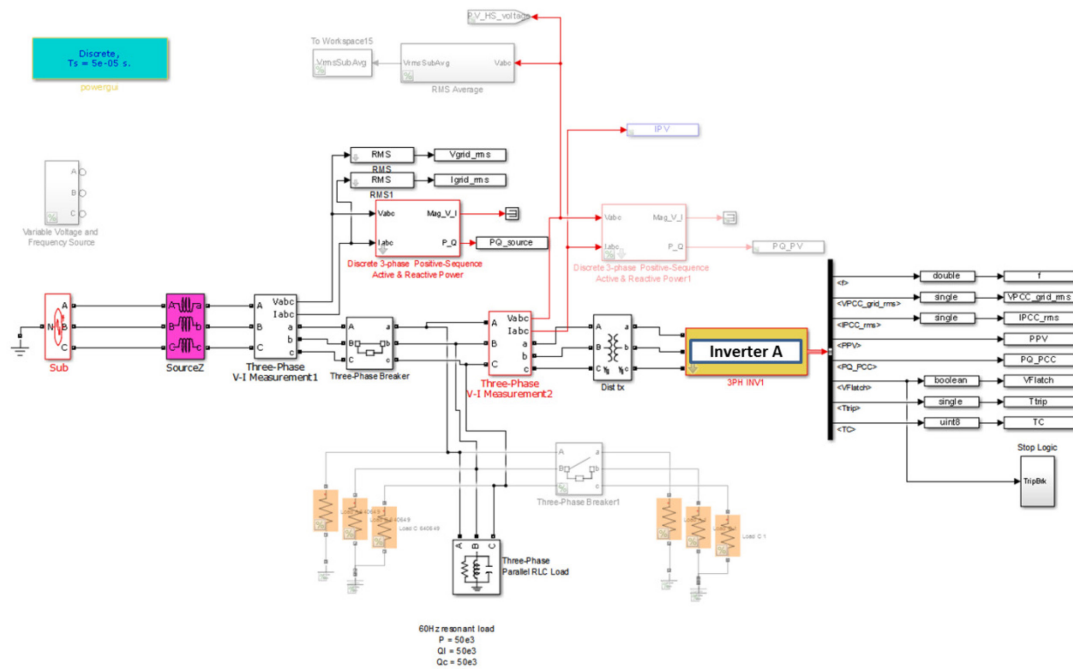 PV_HS_voltage
Discrete,
Ts = 5e-05 s.
powergui
To Workspace15
VrmsSubAvg
VrmsSubAvg
Vabc
RMS Average
IPV
RMS
Vgrid_rms
RMS
RMS
Igrid_rms
RMS1
A
B
C
Variable Voltage and
Frequency Source
Vabc
Mag_V_I
Iabc
P_Q
PQ_source
Discrete 3-phase Positive-Sequence
Active & Reactive Power
Vabc
Mag_V_I
Iabc
P_Q
PQ_PV
Discrete 3-phase Positive-Sequence
Active & Reactive Power1
N
A
B
C
Sub
A
B
C
a
b
c
SourceZ
A
B
C
Vabc
Iabc
a
b
c
Three-Phase
V-I Measurement1
A
B
C
a
b
c
Three-Phase Breaker
A
B
C
Vabc
Iabc
a
b
c
Three-Phase
V-I Measurement2
A
B
C
a
b
c
Dist tx
Inverter A
3PH INV1
<f>
double
f
<VPCC_grid_rms>
single
VPCC_grid_rms
<IPCC_rms>
single
IPCC_rms
<PPV>
PPV
<PQ_PCC>
PQ_PCC
<VFlatch>
boolean
VFlatch
<Ttrip>
single
Ttrip
<TC>
uint8
TC
Stop Logic
TripBrk
A
B
C
a
b
c
Three-Phase Breaker1
A
B
C
Three-Phase
Parallel RLC Load
60Hz resonant load
P = 50e3
Ql = 50e3
Qc = 50e3